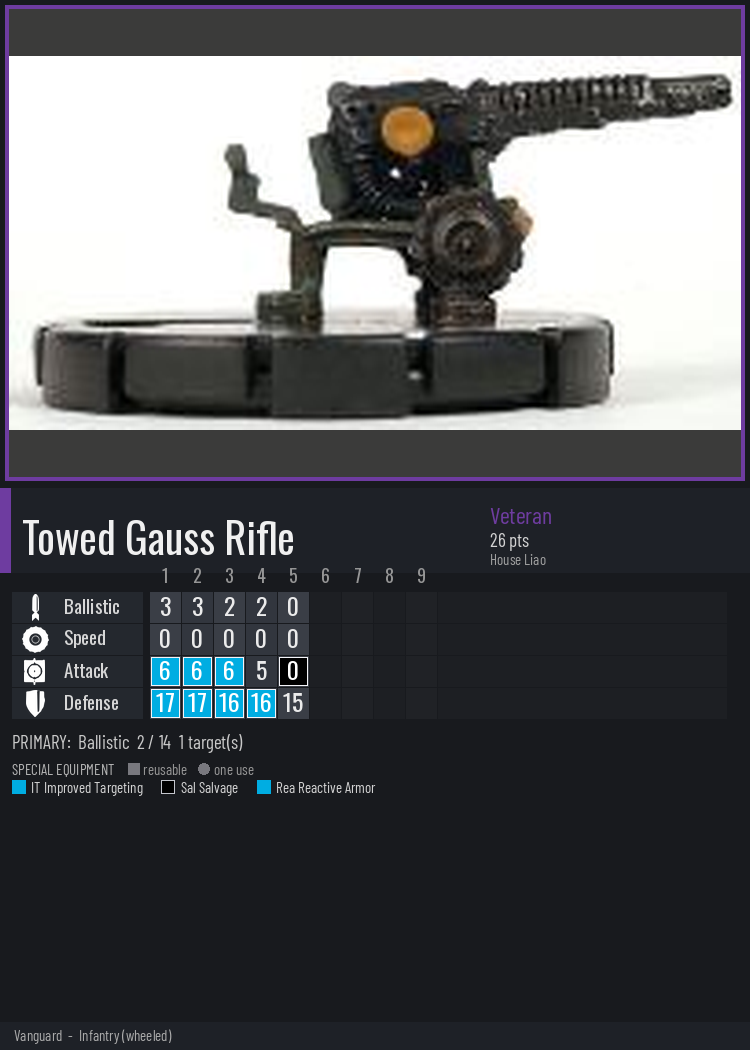 Towed Gauss Rifle
Veteran
26 pts
House Liao
1 2 3 4 5 6 7 8 9
Ballistic 3 3 2 2 0
Speed 0 0 0 0 0
Attack 6 6 6 5 0
Defense 17 17 16 16 15
PRIMARY: Ballistic 2 / 14 1 target(s)
SPECIAL EQUIPMENT reusable one use
IT Improved Targeting Sal Salvage Rea Reactive Armor
Vanguard - Infantry (wheeled)